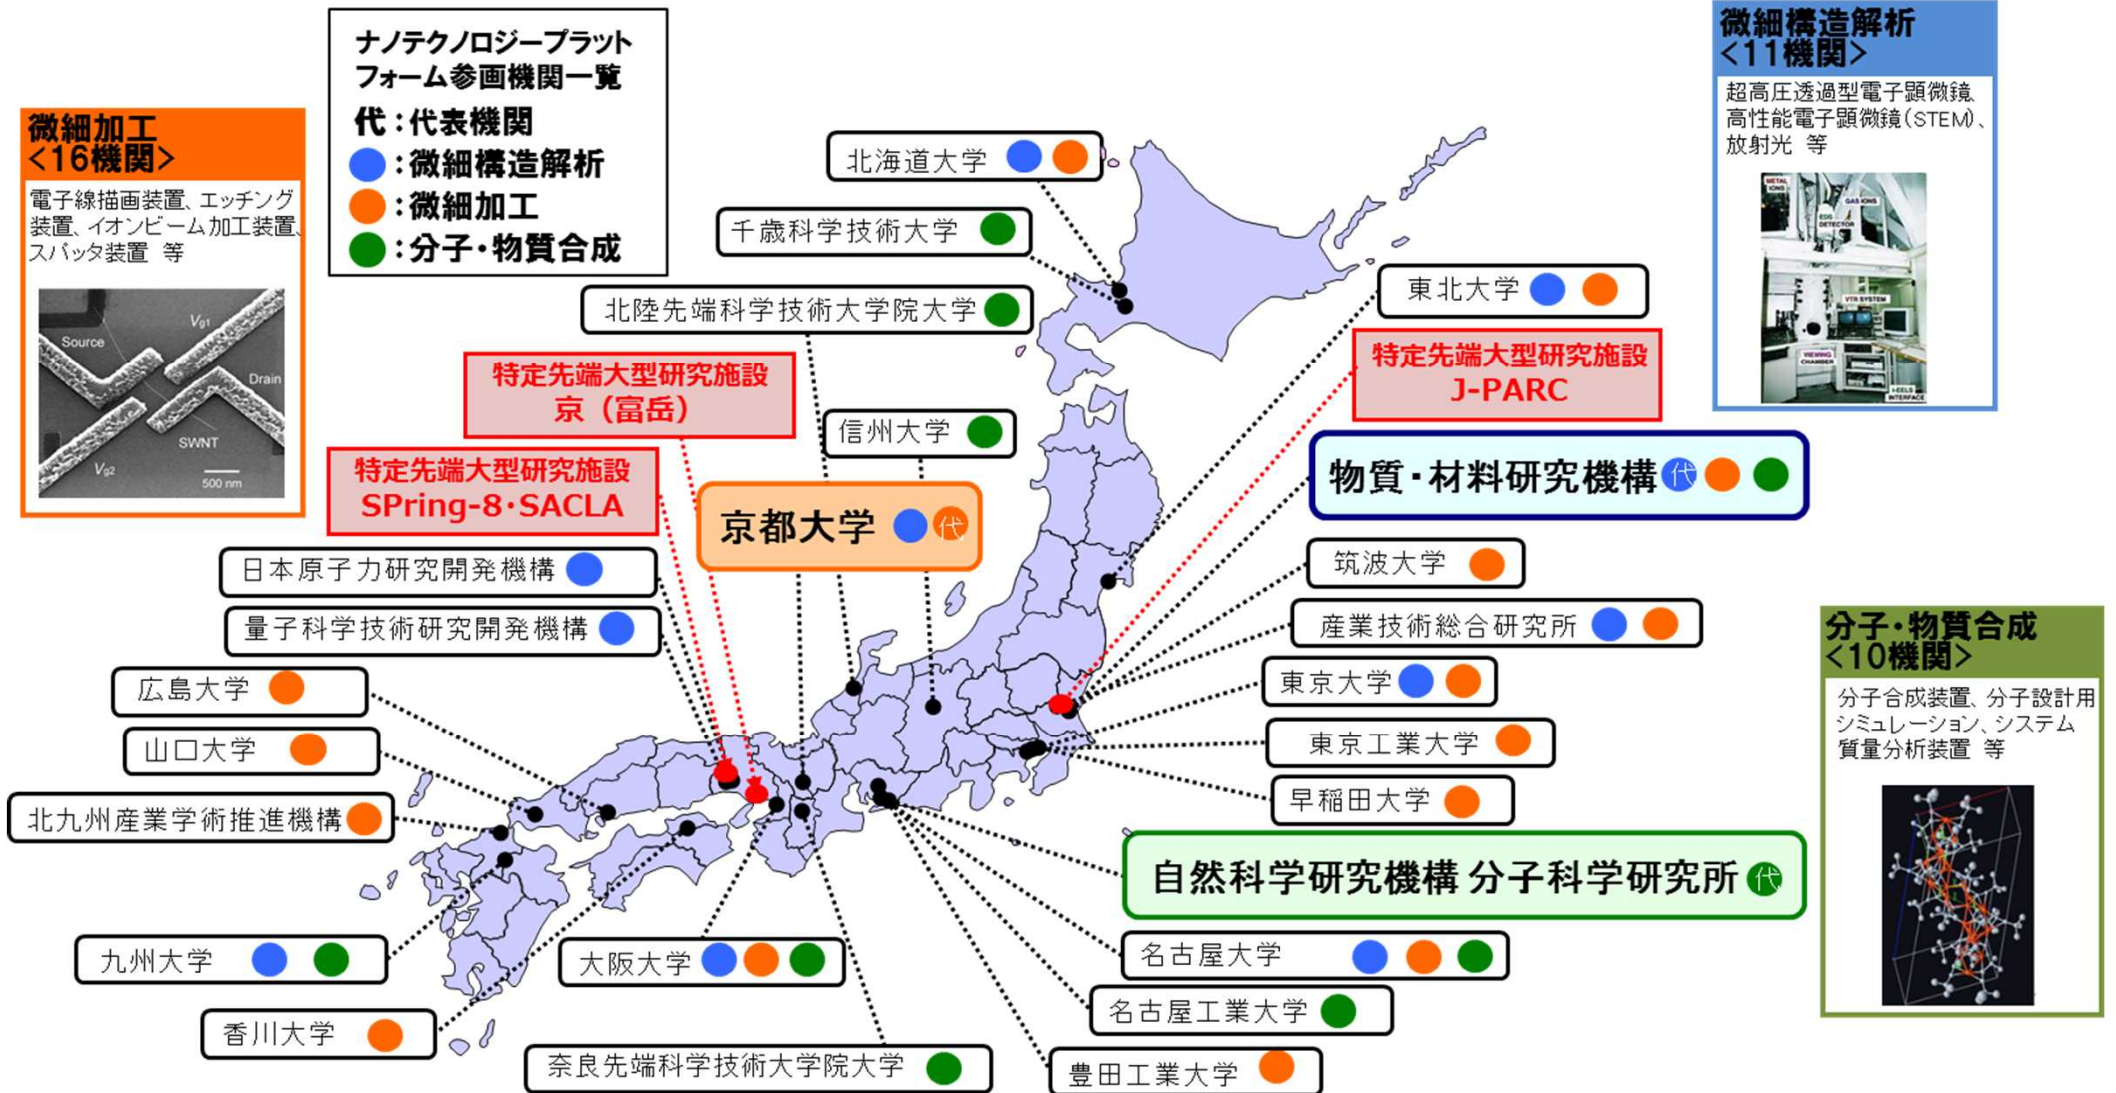 ナノテクノロジープラット
フォーム参画機関一覧
代：代表機関
：微細構造解析
：微細加工
：分子・物質合成
微細加工
<16機関>
電子線描画装置、エッチング
装置、イオンビーム加工装置、
スパッタ装置 等
Vg1
Source
Drain
SWNT
Vg2
500 nm
微細構造解析
<11機関>
超高圧透過型電子顕微鏡、
高性能電子顕微鏡(STEM)、
放射光 等
METAL
IONS
GAS IONS
EDS
DETECTOR
VTR SYSTEM
VIEWING
CHAMBER
INTERFACE
分子・物質合成
<10機関>
分子合成装置、分子設計用
シミュレーション、システム
質量分析装置 等
北海道大学
千歳科学技術大学
北陸先端科学技術大学院大学
特定先端大型研究施設
京（富岳）
信州大学
特定先端大型研究施設
SPring-8・SACLA
京都大学 代
日本原子力研究開発機構
量子科学技術研究開発機構
広島大学
山口大学
北九州産業学術推進機構
九州大学
香川大学
大阪大学
奈良先端科学技術大学院大学
東北大学
特定先端大型研究施設
J-PARC
物質・材料研究機構 代
筑波大学
産業技術総合研究所
東京大学
東京工業大学
早稲田大学
自然科学研究機構 分子科学研究所 代
名古屋大学
名古屋工業大学
豊田工業大学